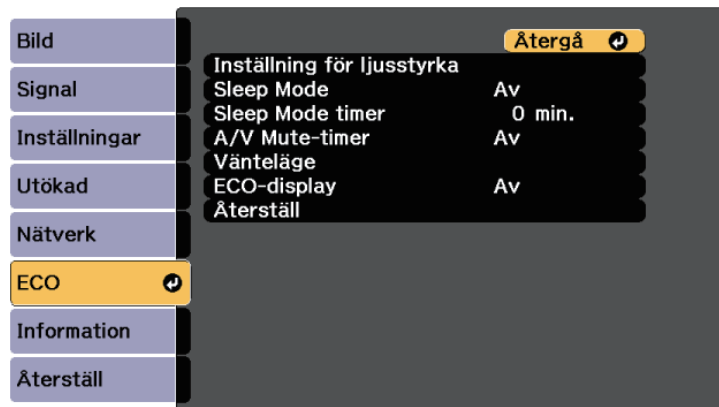 Bild
Signal
Inställningar
Utökad
Nätverk
ECO
Information
Återställ
Återgå
Inställning för ljusstyrka
Sleep Mode Av
Sleep Mode timer 0 min.
A/V Mute-timer Av
Vänteläge
ECO-display Av
Återställ